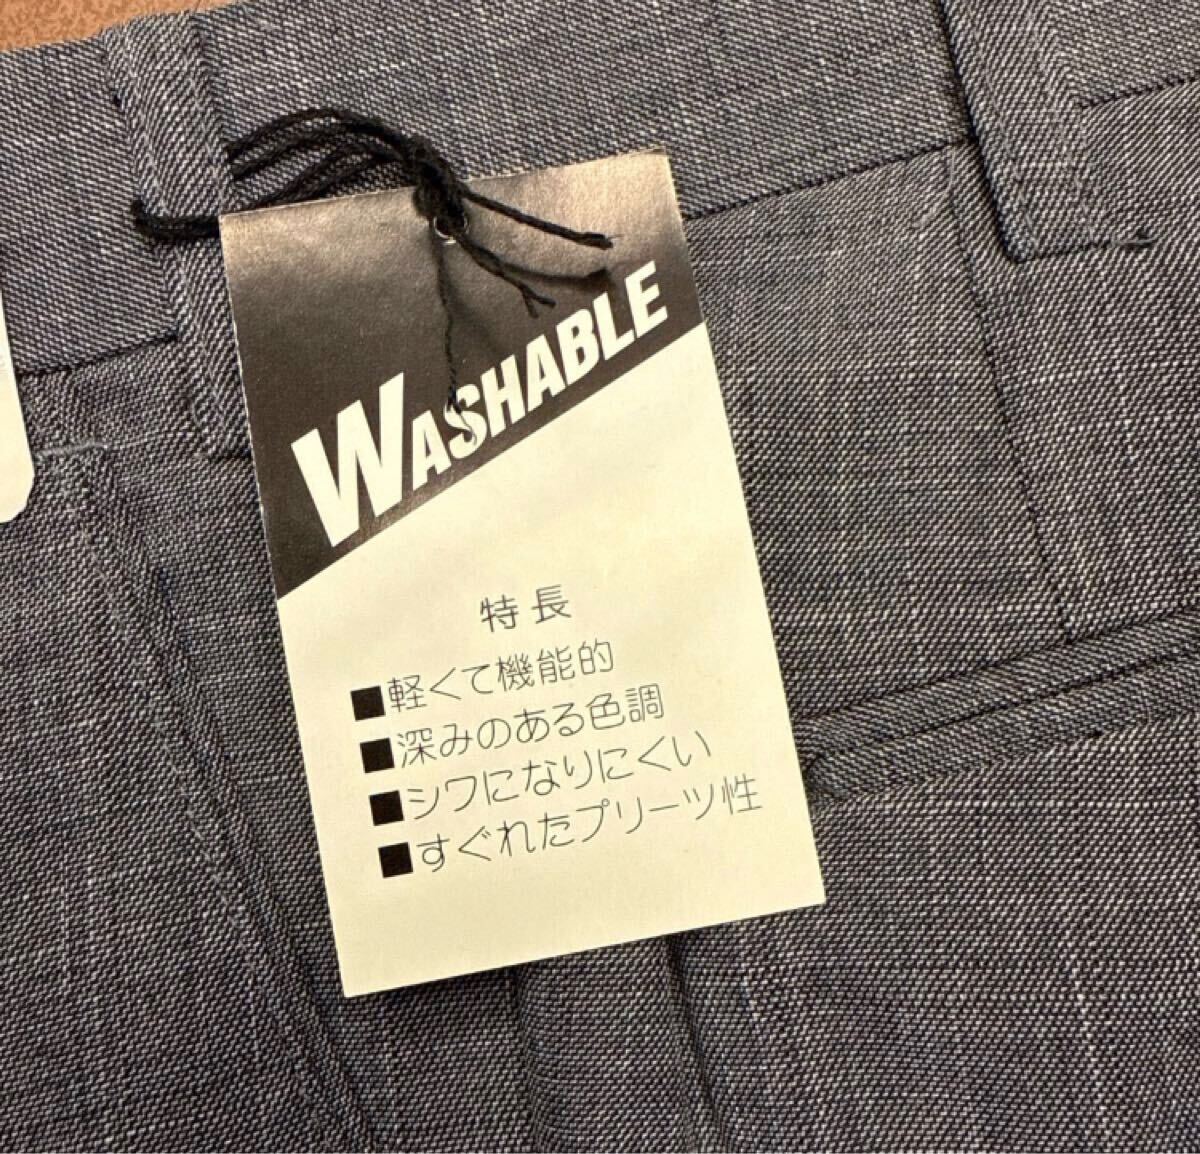 WASHABLE
特長
■軽くて機能的
■深みのある色調
■シワになりにくい
■すぐれたプリーツ性